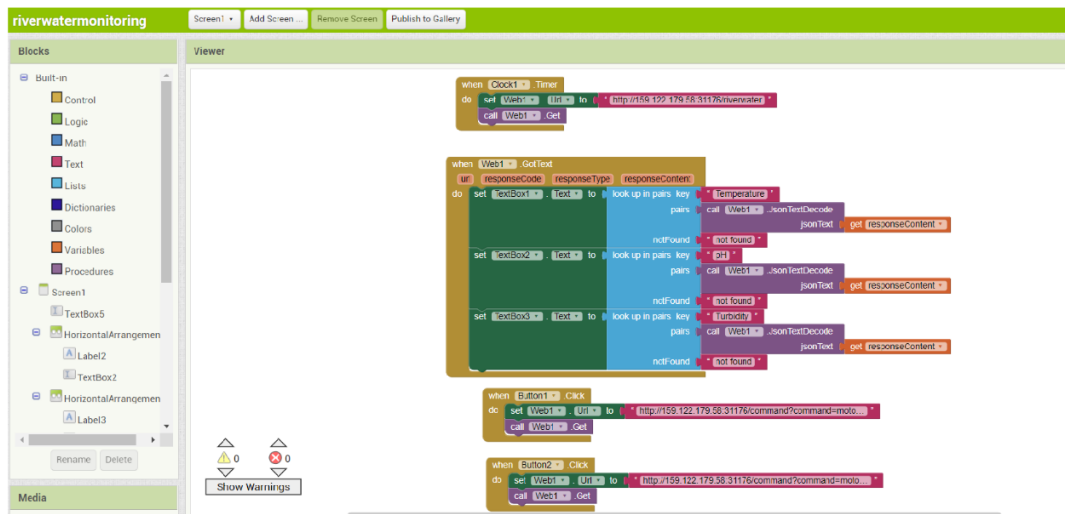 riverwatermonitoring Screen1 Add Screen ... Remove Screen Publish to Gallery
Blocks
Built-in
Control
Logic
Math
Text
Lists
Dictionaries
Colors
Variables
Procedures
Screen1
TextBox5
HorizontalArrangemen
Label2
TextBox2
HorizontalArrangemen
Label3
Rename Delete
Media
Viewer
when Clock1 .Timer
do set Web1 . Url to " http://159.122.179.58:31176/riverwater "
call Web1 .Get
when Web1 .GotText
url responseCode responseType responseContent
do set TextBox1 . Text to look up in pairs key " Temperature "
pairs call Web1 .JsonTextDecode
jsonText get responseContent
notFound " not found "
set TextBox2 . Text to look up in pairs key " pH "
pairs call Web1 .JsonTextDecode
jsonText get responseContent
notFound " not found "
set TextBox3 . Text to look up in pairs key " Turbidity "
pairs call Web1 .JsonTextDecode
jsonText get responseContent
notFound " not found "
when Button1 .Click
do set Web1 . Url to " http://159.122.179.58:31176/command?command=moto... "
call Web1 .Get
when Button2 .Click
do set Web1 . Url to " http://159.122.179.58:31176/command?command=moto... "
call Web1 .Get
0 0
Show Warnings